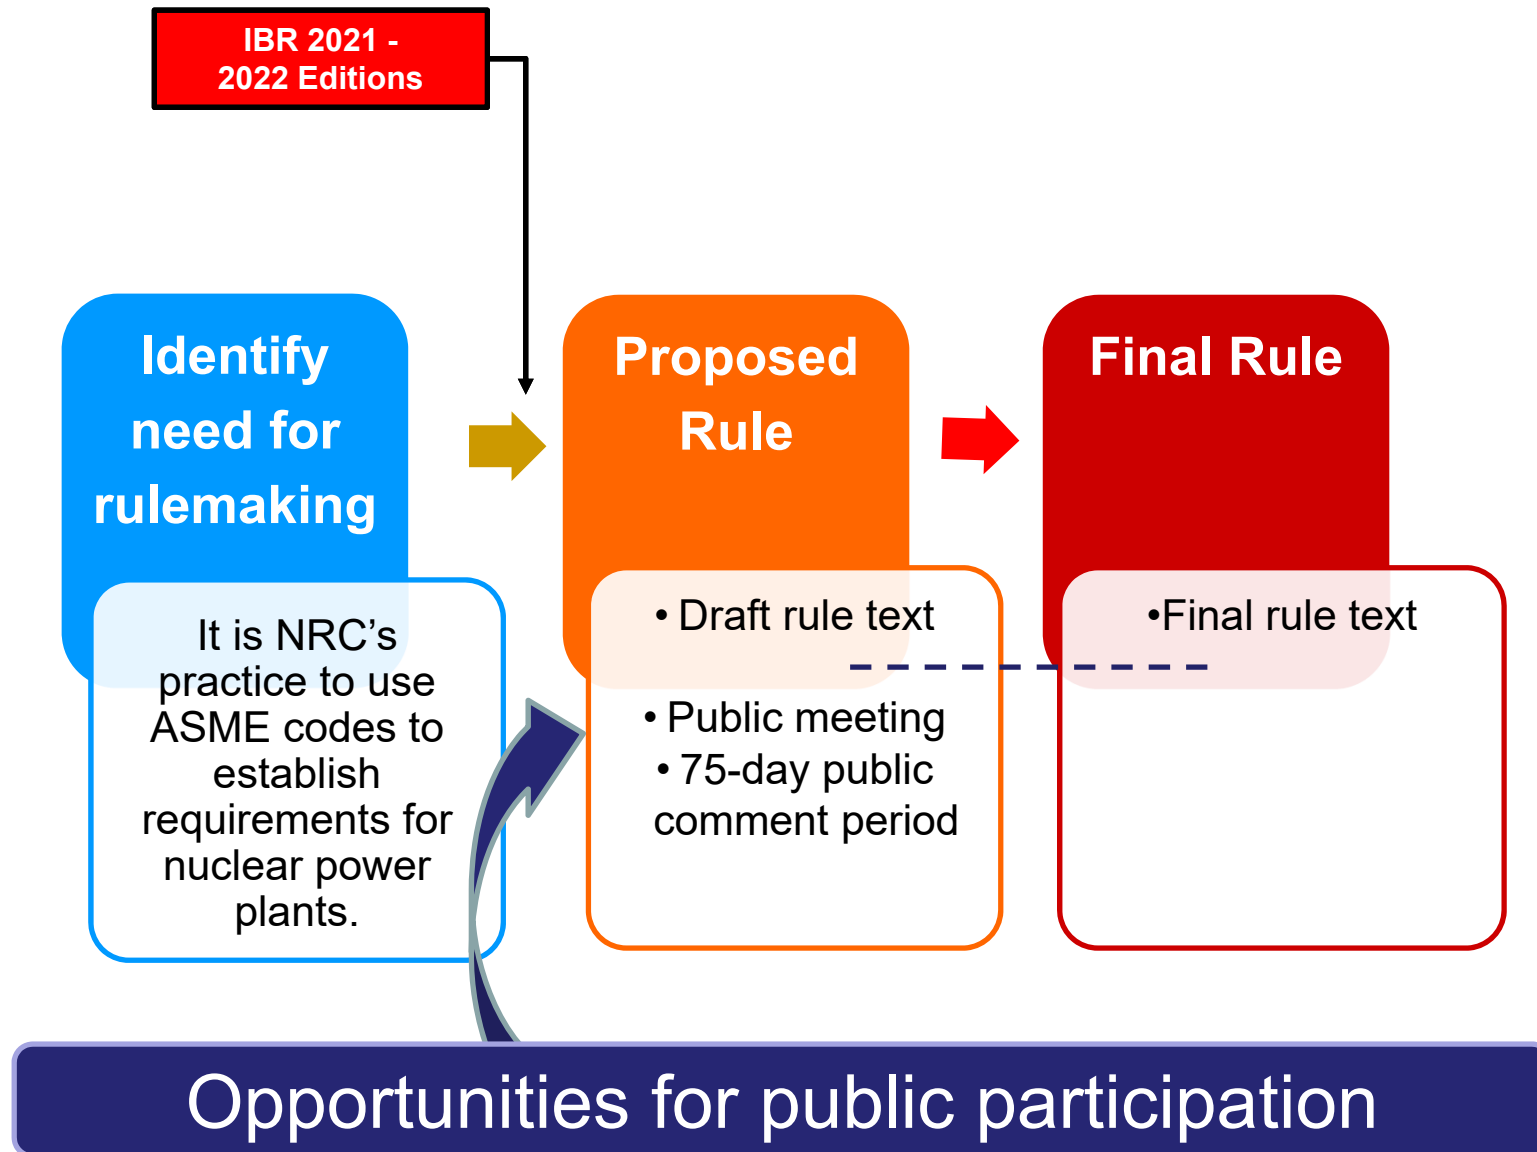 IBR 2021 -
2022 Editions
Identify
need for
rulemaking
It is NRC’s
practice to use
ASME codes to
establish
requirements for
nuclear power
plants.
Proposed
Rule
• Draft rule text
• Public meeting
• 75-day public
comment period
Final Rule
•Final rule text
Opportunities for public participation